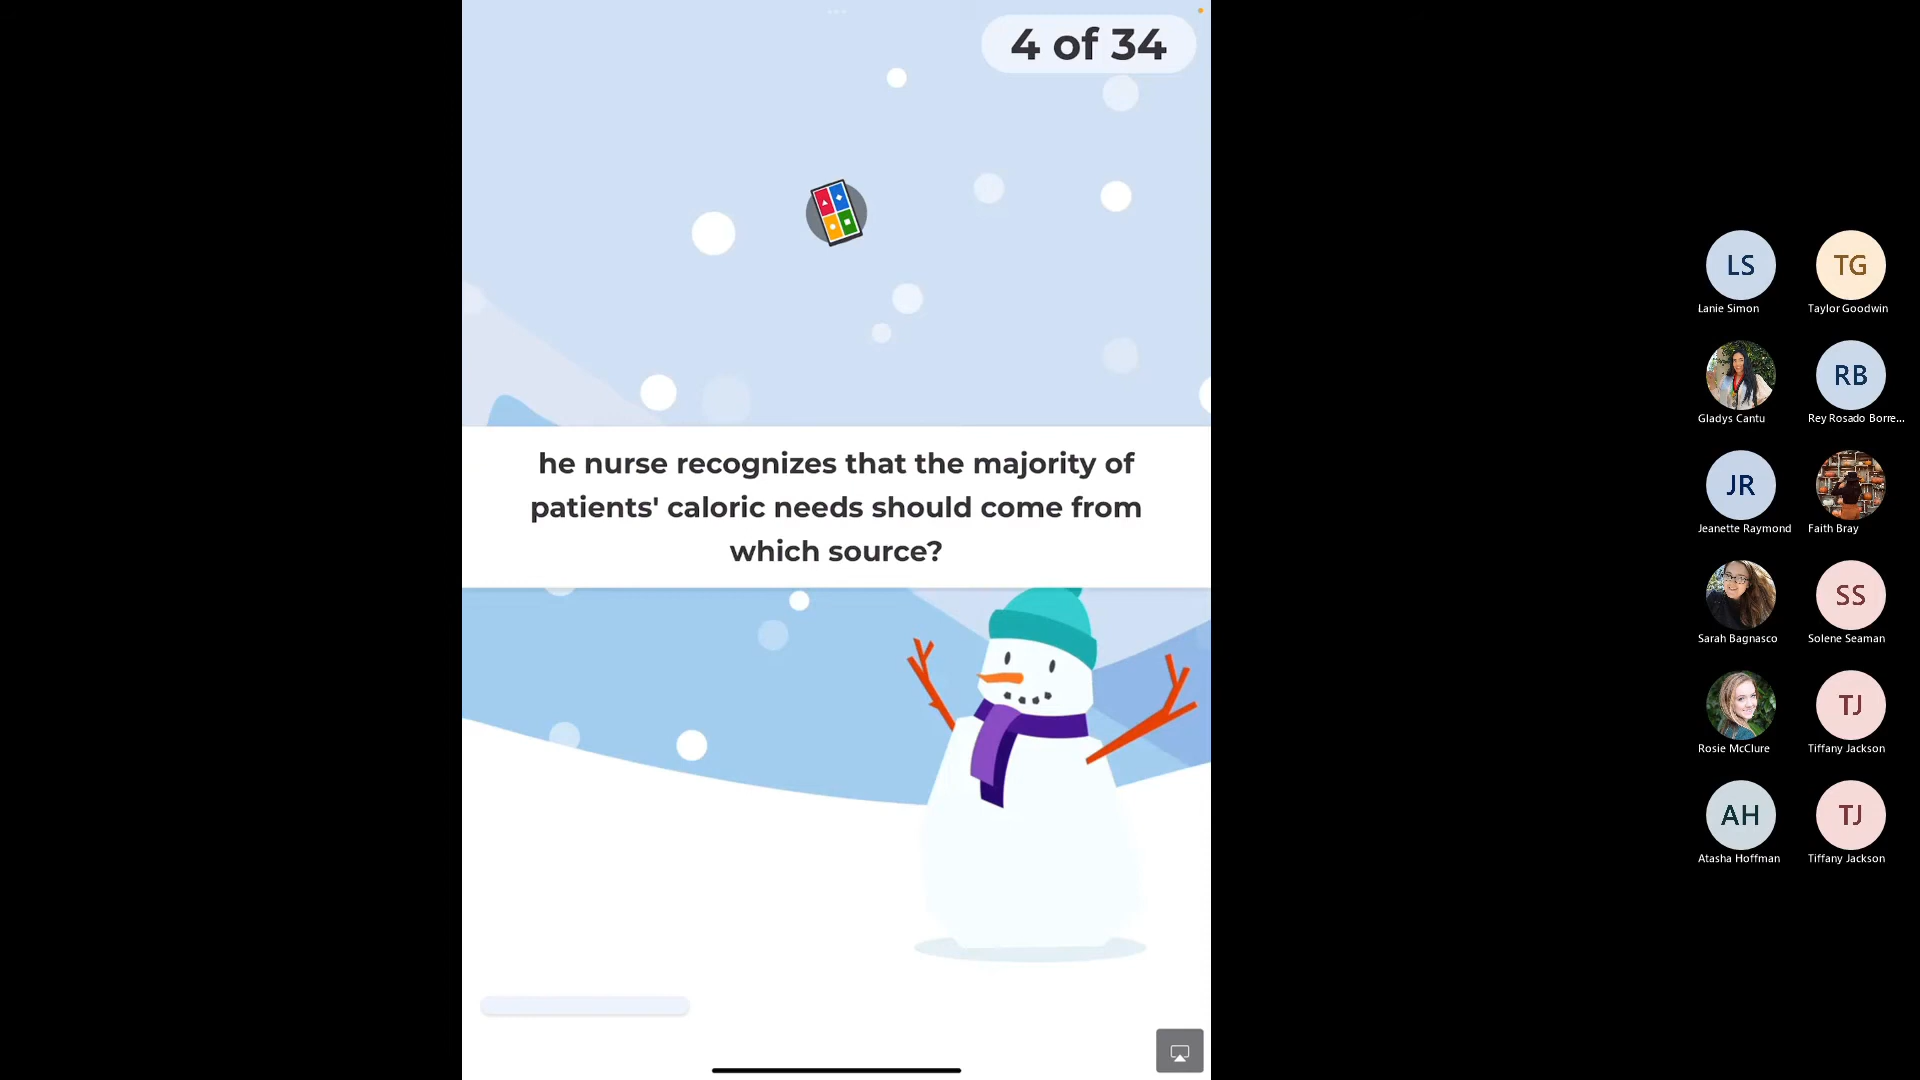 4 of 34
he nurse recognizes that the majority of
patients' caloric needs should come from
which source?
LS
TG
Lanie Simon
Taylor Goodwin
RB
Gladys Cantu
Rey Rosado Borre...
JR
Jeanette Raymond
Faith Bray
SS
Sarah Bagnasco
Solene Seaman
TJ
Rosie McClure
Tiffany Jackson
AH
TJ
Atasha Hoffman
Tiffany Jackson